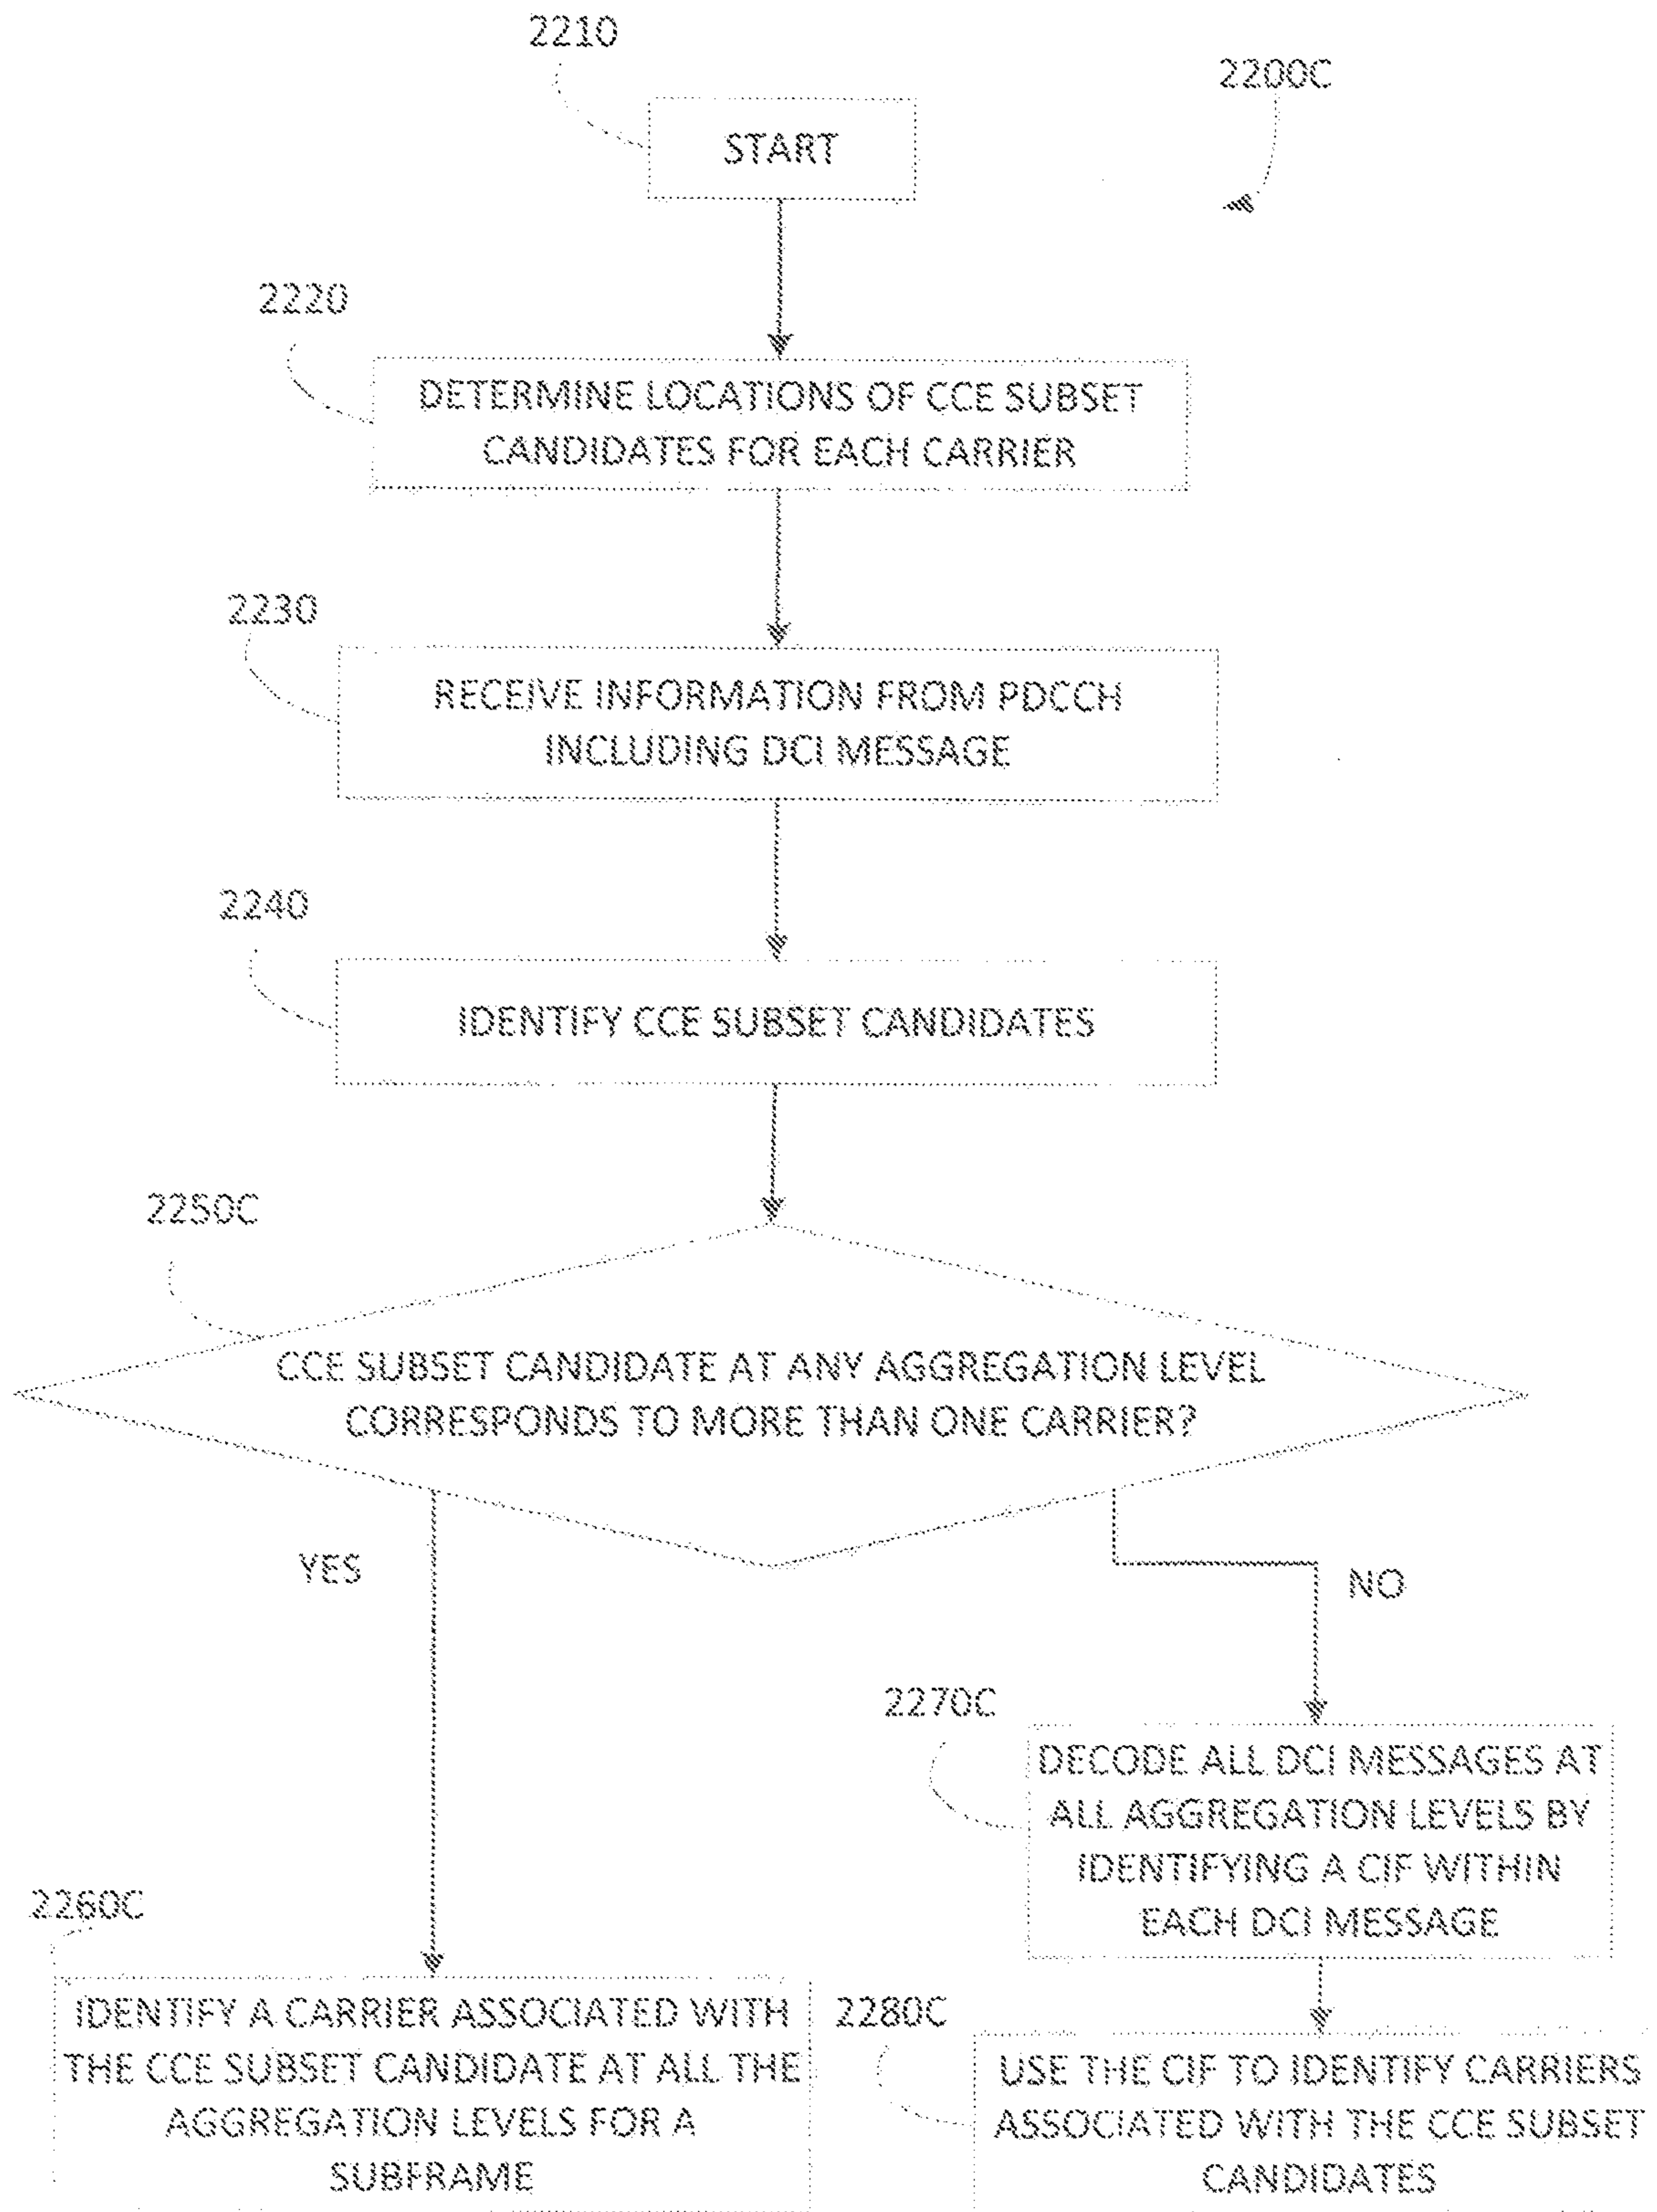 2210
2200C
START
2220
DETERMINE LOCATIONS OF CCE SUBSET
CANDIDATES FOR EACH CARRIER
2230
RECEIVE INFORMATION FROM PDCCH
INCLUDING DCI MESSAGE
2240
IDENTIFY CCE SUBSET CANDIDATES
2250C
CCE SUBSET CANDIDATE AT ANY AGGREGATION LEVEL
CORRESPONDS TO MORE THAN ONE CARRIER?
YES
NO
2270C
DECODE ALL DCI MESSAGES AT
ALL AGGREGATION LEVELS BY
IDENTIFYING A CIF WITHIN
EACH DCI MESSAGE
2260C
IDENTIFY A CARRIER ASSOCIATED WITH
THE CCE SUBSET CANDIDATE AT ALL THE
AGGREGATION LEVELS FOR A
SUBFRAME
2280C
USE THE CIF TO IDENTIFY CARRIERS
ASSOCIATED WITH THE CCE SUBSET
CANDIDATES